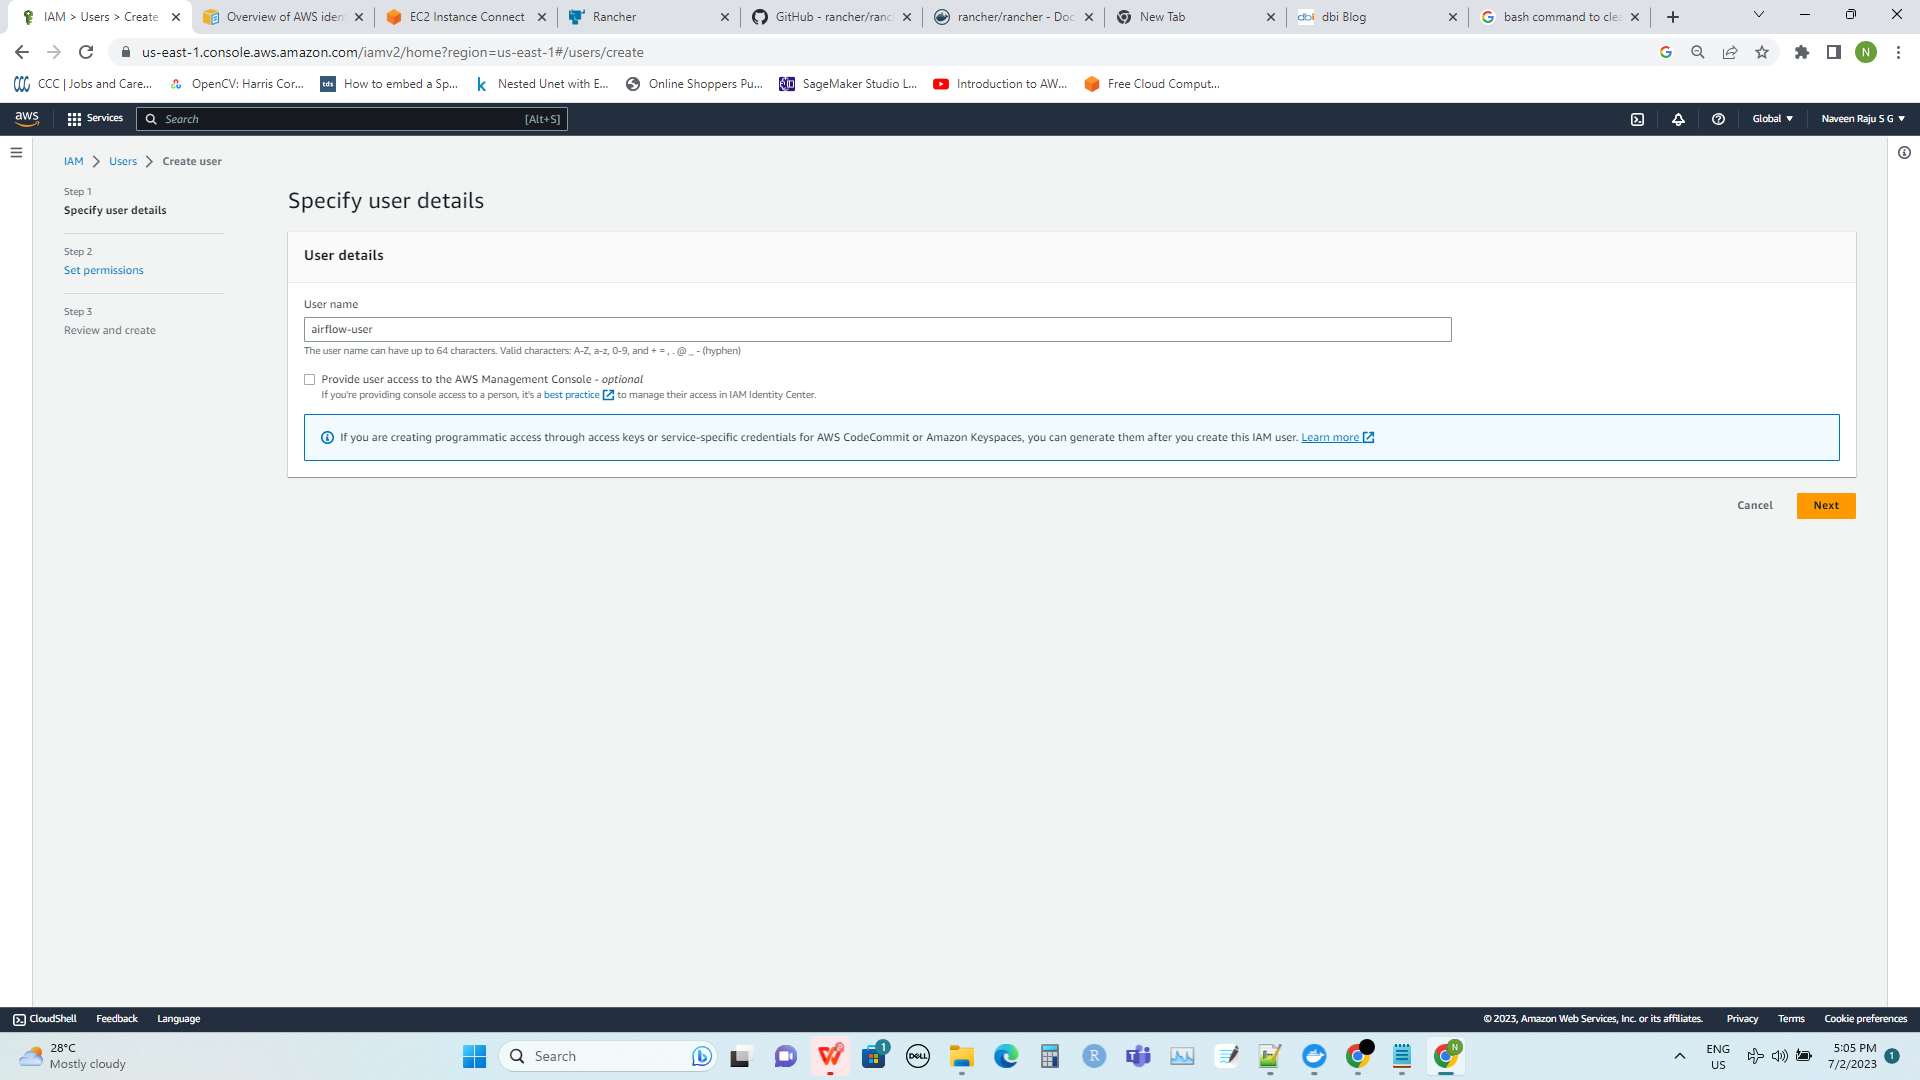 IAM > Users > Create
Overview of AWS iden
EC2 Instance Connect
Rancher
GitHub - rancher/ranc
rancher/rancher - Doc
New Tab
dbi
dbi Blog
bash command to clea
us-east-1.console.aws.amazon.com/iamv2/home?region=us-east-1#/users/create
N
CCC | Jobs and Care...
OpenCV: Harris Cor...
tds
How to embed a Sp...
k
Nested Unet with E...
Online Shoppers Pu...
SageMaker Studio L...
Introduction to AW...
Free Cloud Comput...
aws
Services
Search
[Alt+S]
Global
Naveen Raju S G
IAM
Users
Create user
Step 1
Specify user details
Step 2
Set permissions
Step 3
Review and create
Specify user details
User details
User name
airflow-user
The user name can have up to 64 characters. Valid characters: A-Z, a-z, 0-9, and + = , . @ _ - (hyphen)
Provide user access to the AWS Management Console - optional
If you're providing console access to a person, it's a best practice to manage their access in IAM Identity Center.
If you are creating programmatic access through access keys or service-specific credentials for AWS CodeCommit or Amazon Keyspaces, you can generate them after you create this IAM user. Learn more
Cancel
Next
CloudShell
Feedback
Language
© 2023, Amazon Web Services, Inc. or its affiliates.
Privacy
Terms
Cookie preferences
28°C
Mostly cloudy
Search
1
DELL
R
N
ENG
US
5:05 PM
7/2/2023
1